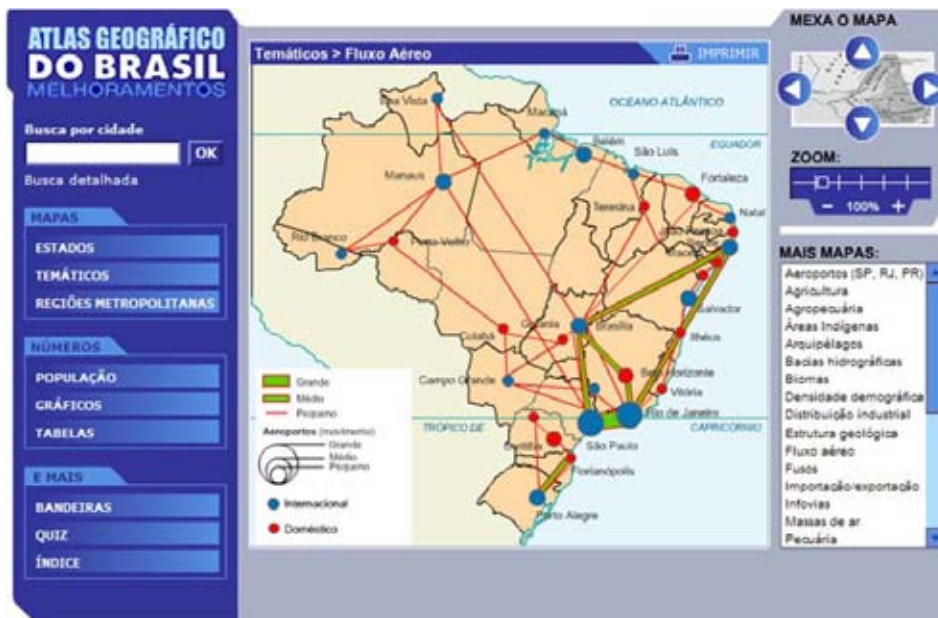 ATLAS GEOGRÁFICO
DO BRASIL
MELHORAMENTOS
Busca por cidade
OK
Busca detalhada
MAPAS
ESTADOS
TEMÁTICOS
REGIÕES METROPOLITANAS
NÚMEROS
POPULAÇÃO
GRÁFICOS
TABELAS
E MAIS
BANDEIRAS
QUIZ
ÍNDICE
Temáticos > Fluxo Aéreo
IMPRIMIR
OCEANO ATLÂNTICO
EQUADOR
Boa Vista
Macapá
Belém
São Luís
Manaus
Fortaleza
Teresina
Natal
João Pessoa
Recife
Maceió
Rio Branco
Porto Velho
Salvador
Ilhéus
Cuiabá
Goiânia
Brasília
Belo Horizonte
Vitória
Campo Grande
Rio de Janeiro
TRÓPICO DE
CAPRICÓRNIO
São Paulo
Curitiba
Florianópolis
Porto Alegre
Grande
Médio
Pequeno
Aeroportos (movimento)
Grande
Médio
Pequeno
Internacional
Doméstico
MEXA O MAPA
ZOOM:
- 100% +
MAIS MAPAS:
Aeroportos (SP, RJ, PR)
Agricultura
Agropecuária
Áreas Indígenas
Arquipélagos
Bacias hidrográficas
Biomas
Densidade demográfica
Distribuição industrial
Estrutura geológica
Fluxo aéreo
Fusos
Importação/exportação
Infovias
Massas de ar
Pecuária